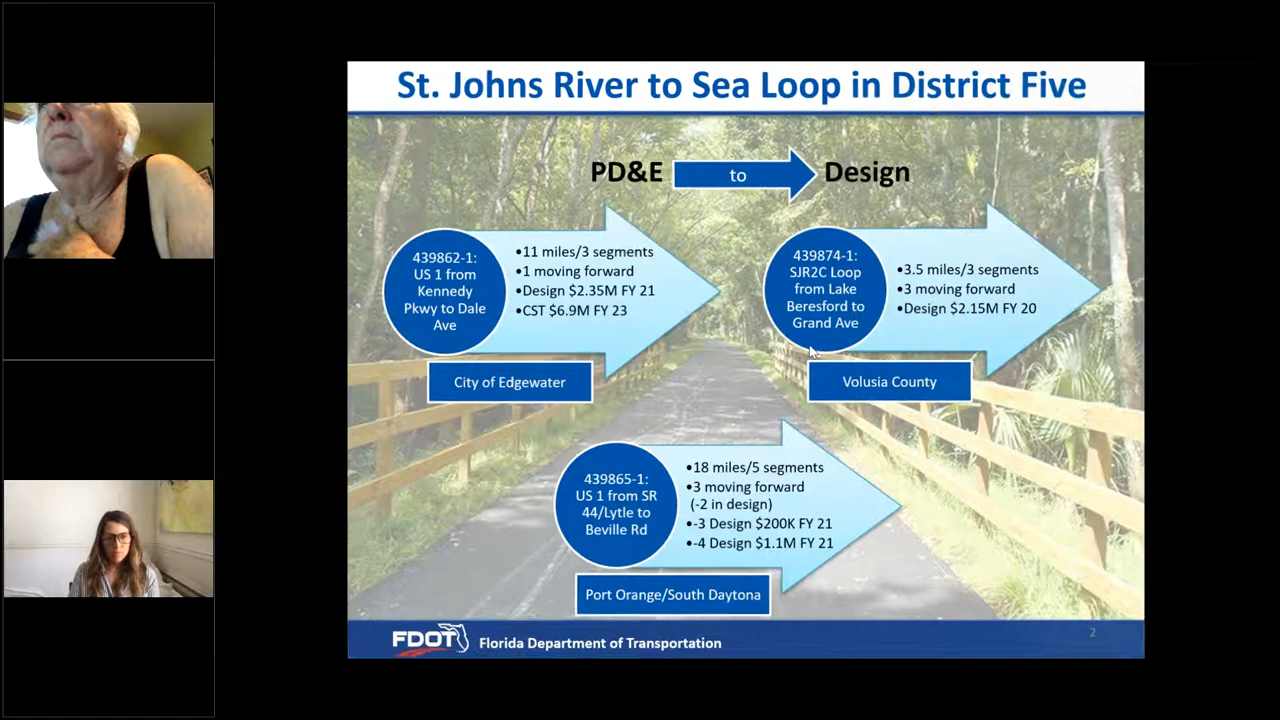 St. Johns River to Sea Loop in District Five
PD&E
to
Design
439862-1:
US 1 from
Kennedy
Pkwy to Dale
Ave
•11 miles/3 segments
•1 moving forward
•Design $2.35M FY 21
•CST $6.9M FY 23
City of Edgewater
439874-1:
SJR2C Loop
from Lake
Beresford to
Grand Ave
•3.5 miles/3 segments
•3 moving forward
•Design $2.15M FY 20
Volusia County
439865-1:
US 1 from SR
44/Lytle to
Beville Rd
•18 miles/5 segments
•3 moving forward
(-2 in design)
•-3 Design $200K FY 21
•-4 Design $1.1M FY 21
Port Orange/South Daytona
FDOT
Florida Department of Transportation
2